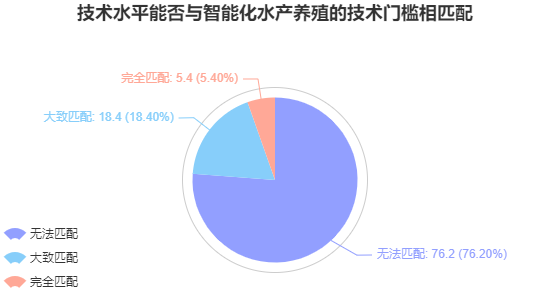 技术水平能否与智能化水产养殖的技术门槛相匹配
完全匹配: 5.4 (5.40%)
大致匹配: 18.4 (18.40%)
无法匹配: 76.2 (76.20%)
无法匹配
大致匹配
完全匹配